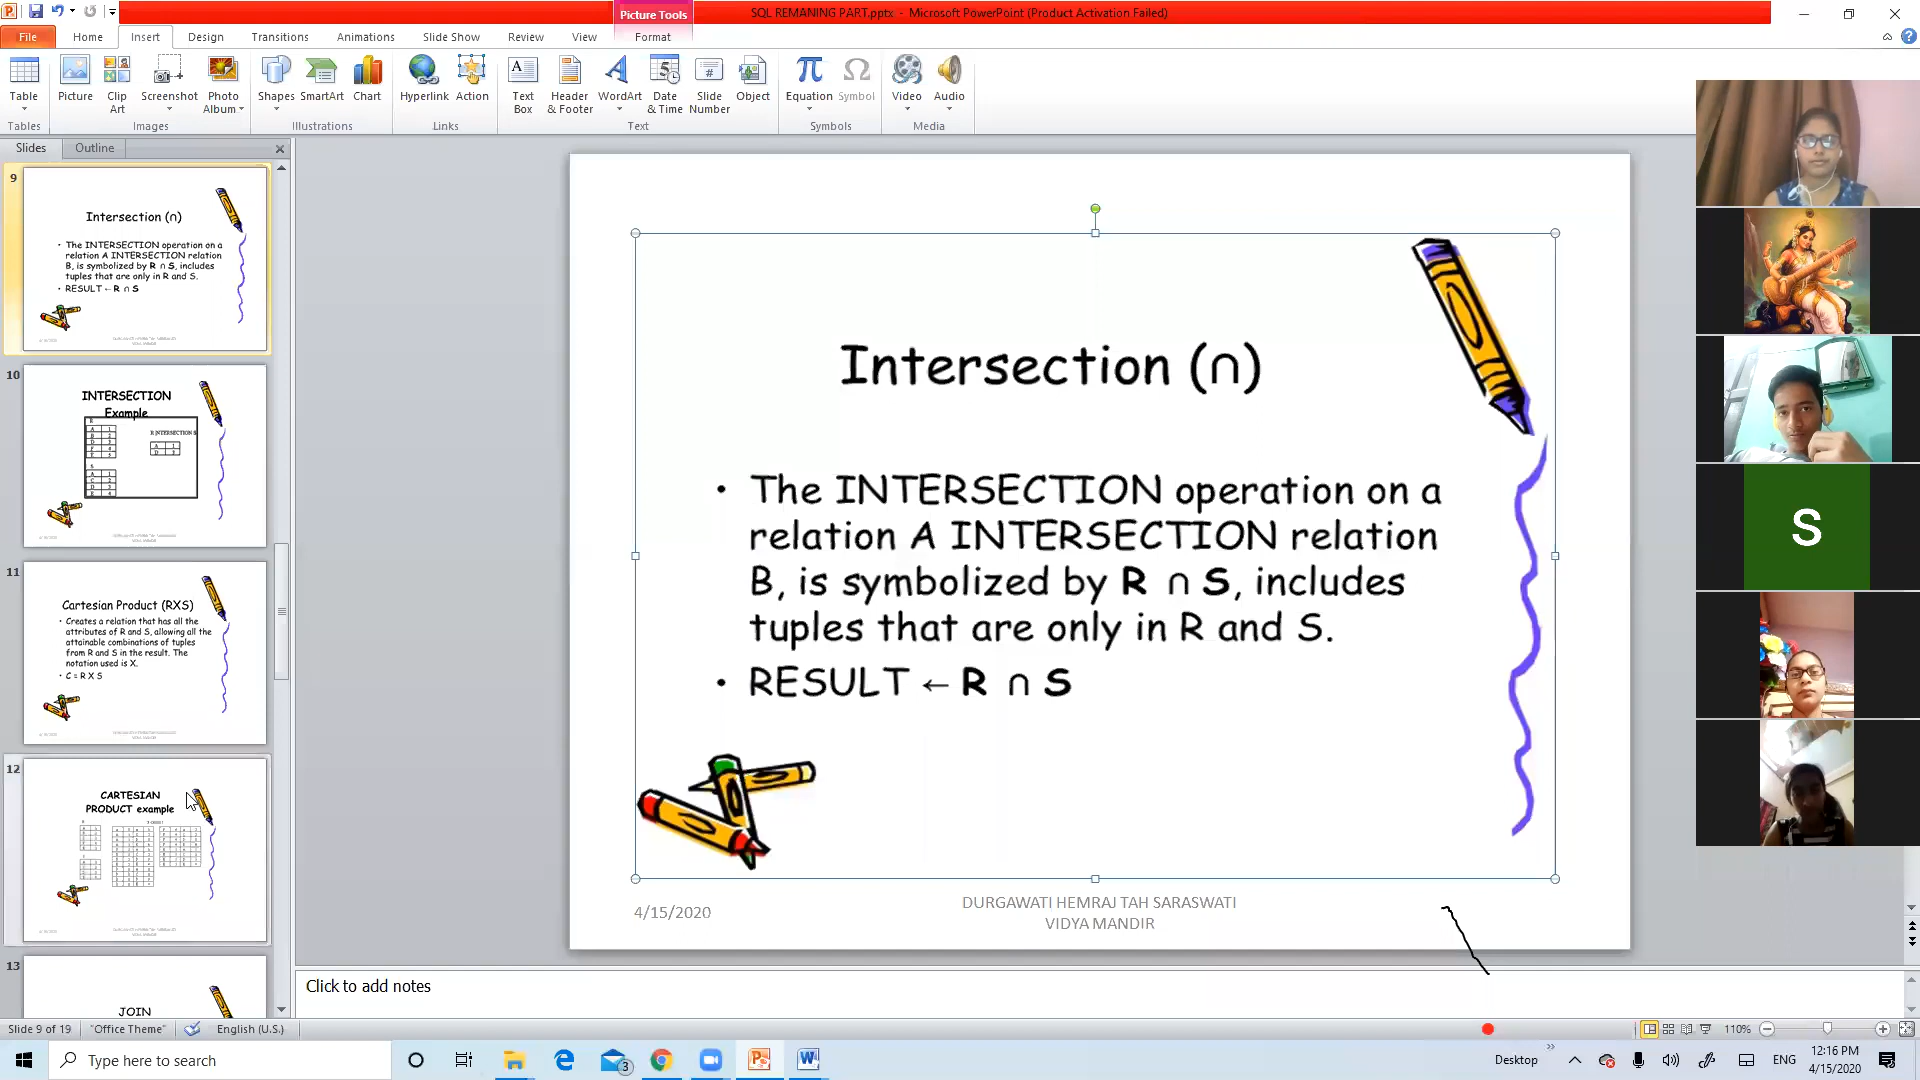 Picture Tools
SQL REMANING PART.pptx - Microsoft PowerPoint (Product Activation Failed)
File Home Insert Design Transitions Animations Slide Show Review View Format
Table Picture Clip Art Screenshot Photo Album Shapes SmartArt Chart Hyperlink Action Text Box Header & Footer WordArt Date & Time Slide Number Object Equation Symbol Video Audio
Tables Images Illustrations Links Text Symbols Media
Slides Outline
9
Intersection (∩)
• The INTERSECTION operation on a
relation A INTERSECTION relation
B, is symbolized by R ∩ S, includes
tuples that are only in R and S.
• RESULT ← R ∩ S
10
INTERSECTION
Example
R INTERSECTION S
11
Cartesian Product (RXS)
• Creates a relation that has all the
attributes of R and S, allowing all the
attainable combinations of tuples
from R and S in the result. The
notation used is X.
• C = R X S
12
CARTESIAN
PRODUCT example
13
JOIN
Intersection (∩)
• The INTERSECTION operation on a
relation A INTERSECTION relation
B, is symbolized by R ∩ S, includes
tuples that are only in R and S.
• RESULT ← R ∩ S
4/15/2020
DURGAWATI HEMRAJ TAH SARASWATI
VIDYA MANDIR
S
Click to add notes
Slide 9 of 19 "Office Theme" English (U.S.) 110%
Type here to search
3
Desktop
ENG
12:16 PM
4/15/2020